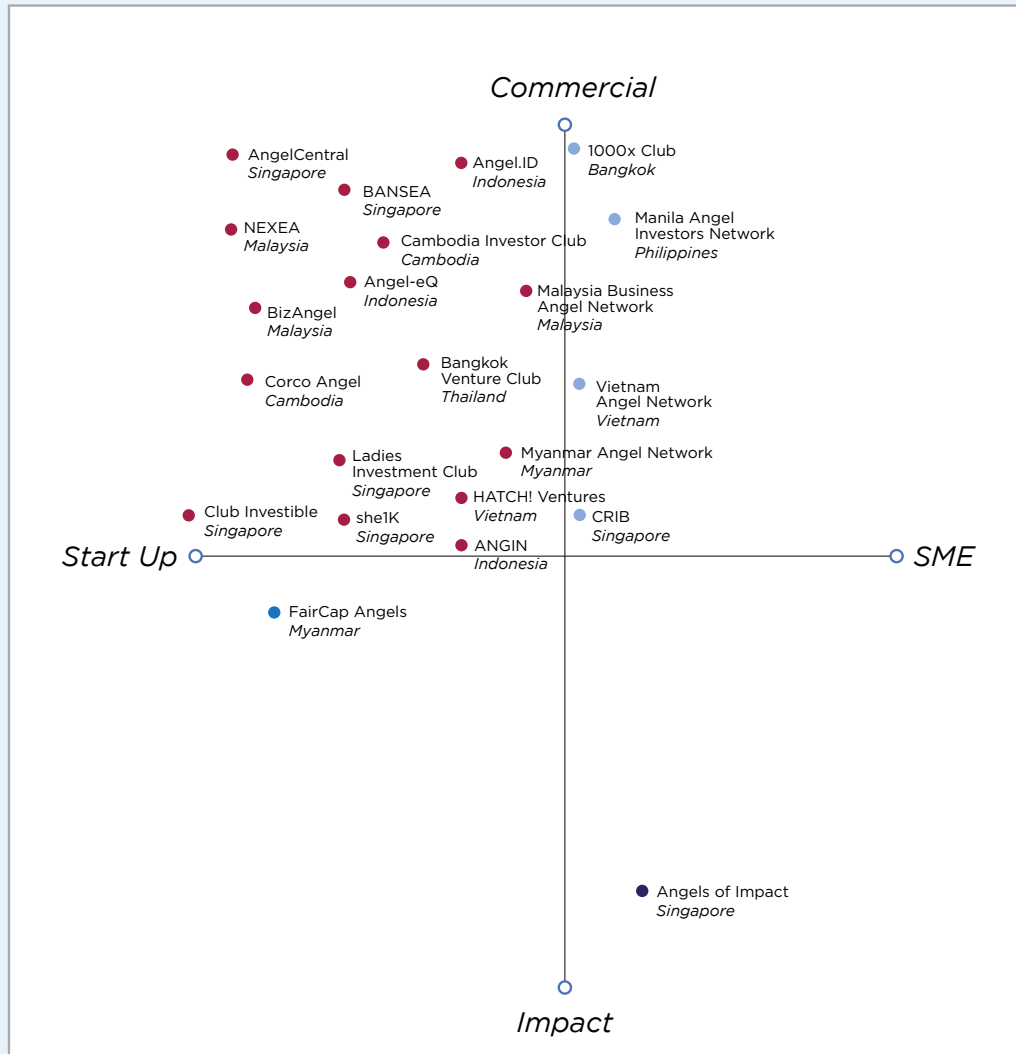 Commercial
AngelCentral
Singapore
Angel.ID
Indonesia
1000x Club
Bangkok
BANSEA
Singapore
NEXEA
Malaysia
Manila Angel
Investors Network
Philippines
Cambodia Investor Club
Cambodia
Angel-eQ
Indonesia
Malaysia Business
Angel Network
Malaysia
BizAngel
Malaysia
Bangkok
Venture Club
Thailand
Corco Angel
Cambodia
Vietnam
Angel Network
Vietnam
Ladies
Investment Club
Singapore
Myanmar Angel Network
Myanmar
HATCH! Ventures
Vietnam
Club Investible
Singapore
she1K
Singapore
CRIB
Singapore
ANGIN
Indonesia
Start Up
SME
FairCap Angels
Myanmar
Angels of Impact
Singapore
Impact